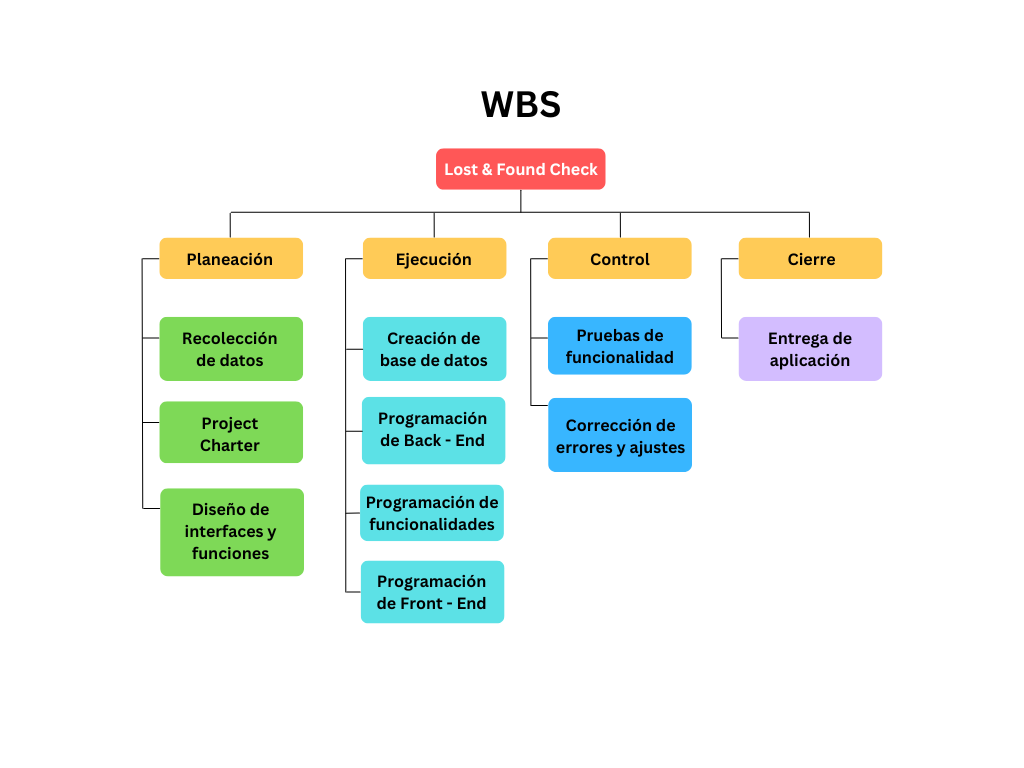 WBS
Lost & Found Check
Planeación
Recolección
de datos
Project
Charter
Diseño de
interfaces y
funciones
Ejecución
Creación de
base de datos
Programación
de Back - End
Programación de
funcionalidades
Programación
de Front - End
Control
Pruebas de
funcionalidad
Corrección de
errores y ajustes
Cierre
Entrega de
aplicación